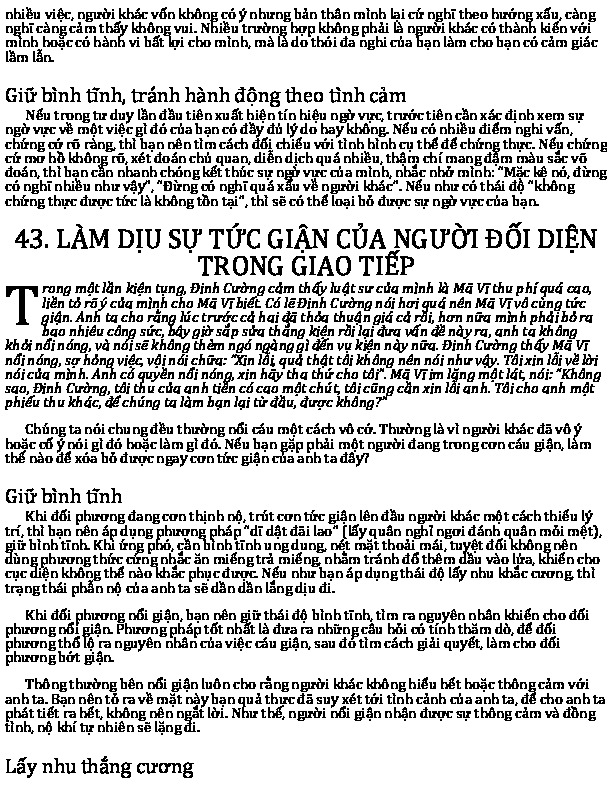 nhiều việc, người khác vốn không có ý nhưng bản thân mình lại cứ nghĩ theo hướng xấu, càng
nghĩ càng cảm thấy không vui. Nhiều trường hợp không phải là người khác có thành kiến với
mình hoặc có hành vi bất lợi cho mình, mà là do thói đa nghi của bạn làm cho bạn có cảm giác
lầm lẫn.
Giữ bình tĩnh, tránh hành động theo tình cảm
Nếu trong tư duy lần đầu tiên xuất hiện tín hiệu ngờ vực, trước tiên cần xác định xem sự
ngờ vực về một việc gì đó của bạn có đầy đủ lý do hay không. Nếu có nhiều điểm nghi vấn,
chứng cớ rõ ràng, thì bạn nên tìm cách đối chiếu với tình hình cụ thể để chứng thực. Nếu chứng
cứ mơ hồ không rõ, xét đoán chủ quan, diễn dịch quá nhiều, thậm chí mang đậm màu sắc võ
đoán, thì bạn cần nhanh chóng kết thúc sự ngờ vực của mình, nhắc nhở mình: “Mặc kê nó, đừng
có nghĩ nhiều như vậy”, “Đừng có nghĩ quá xấu về người khác”. Nếu như có thái độ “không
chứng thực được tức là không tồn tại”, thì sẽ có thể loại bỏ được sự ngờ vực của bạn.
43. LÀM DỊU SỰ TỨC GIẬN CỦA NGƯỜI ĐỐI DIỆN
TRONG GIAO TIẾP
Trong một lần kiện tụng, Định Cường cảm thấy luật sư của mình là Mã Vĩ thu phí quá cao,
liền tỏ rõ ý của mình cho Mã Vĩ biết. Có lẽ Định Cường nói hơi quá nên Mã Vĩ vô cùng tức
giận. Anh ta cho rằng lúc trước cả hai đã thỏa thuận giá cả rồi, hơn nữa mình phải bỏ ra
bao nhiêu công sức, bây giờ sắp sửa thắng kiện rồi lại đưa vấn đề này ra, anh ta không
khỏi nổi nóng, và nói sẽ không thèm ngó ngàng gì đến vụ kiện này nữa. Định Cường thấy Mã Vĩ
nổi nóng, sợ hỏng việc, vội nói chữa: “Xin lỗi, quả thật tôi không nên nói như vậy. Tôi xin lỗi về lời
nói của mình. Anh có quyền nổi nóng, xin hãy tha thứ cho tôi”. Mã Vĩ im lặng một lát, nói: “Không
sao, Định Cường, tôi thu của anh tiền có cao một chút, tôi cũng cần xin lỗi anh. Tôi cho anh một
phiếu thu khác, để chúng ta làm bạn lại từ đầu, được không?”
Chúng ta nói chung đều thường nổi cáu một cách vô cớ. Thường là vì người khác đã vô ý
hoặc cố ý nói gì đó hoặc làm gì đó. Nếu bạn gặp phải một người đang trong cơn cáu giận, làm
thế nào để xóa bỏ được ngay cơn tức giận của anh ta đây?
Giữ bình tĩnh
Khi đối phương đang cơn thịnh nộ, trút cơn tức giận lên đầu người khác một cách thiếu lý
trí, thì bạn nên áp dụng phương pháp “dĩ dật đãi lao” (lấy quân nghỉ ngơi đánh quân mỏi mệt),
giữ bình tĩnh. Khi ứng phó, cần bình tĩnh ung dung, nét mặt thoải mái, tuyệt đối không nên
dùng phương thức cứng nhắc ăn miếng trả miếng, nhằm tránh đổ thêm dầu vào lửa, khiến cho
cục diện không thể nào khắc phục được. Nếu như bạn áp dụng thái độ lấy nhu khắc cương, thì
trạng thái phẫn nộ của anh ta sẽ dần dần lắng dịu đi.
Khi đối phương nổi giận, bạn nên giữ thái độ bình tĩnh, tìm ra nguyên nhân khiến cho đối
phương nổi giận. Phương pháp tốt nhất là đưa ra những câu hỏi có tính thăm dò, để đối
phương thổ lộ ra nguyên nhân của việc cáu giận, sau đó tìm cách giải quyết, làm cho đối
phương bớt giận.
Thông thường bên nổi giận luôn cho rằng người khác không hiểu hết hoặc thông cảm với
anh ta. Bạn nên tỏ ra về mặt này bạn quả thực đã suy xét tới tình cảnh của anh ta, để cho anh ta
phát tiết ra hết, không nên ngắt lời. Như thế, người nổi giận nhận được sự thông cảm và đồng
tình, nộ khí tự nhiên sẽ lặng đi.
Lấy nhu thắng cương